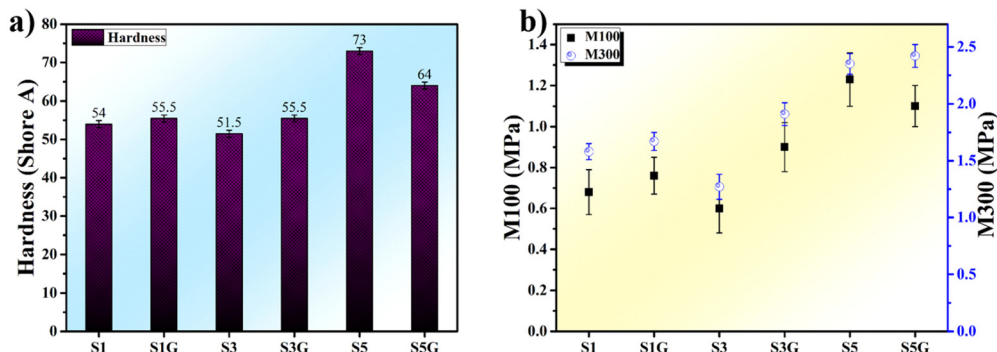 a)
Hardness
Hardness (Shore A)
80
70
60
50
40
30
20
10
0
54
55.5
51.5
55.5
73
64
S1 S1G S3 S3G S5 S5G
b)
M100
M300
M100 (MPa)
1.4
1.2
1.0
0.8
0.6
0.4
0.2
0.0
S1 S1G S3 S3G S5 S5G
2.5
2.0
1.5
1.0
0.5
0.0
M300 (MPa)